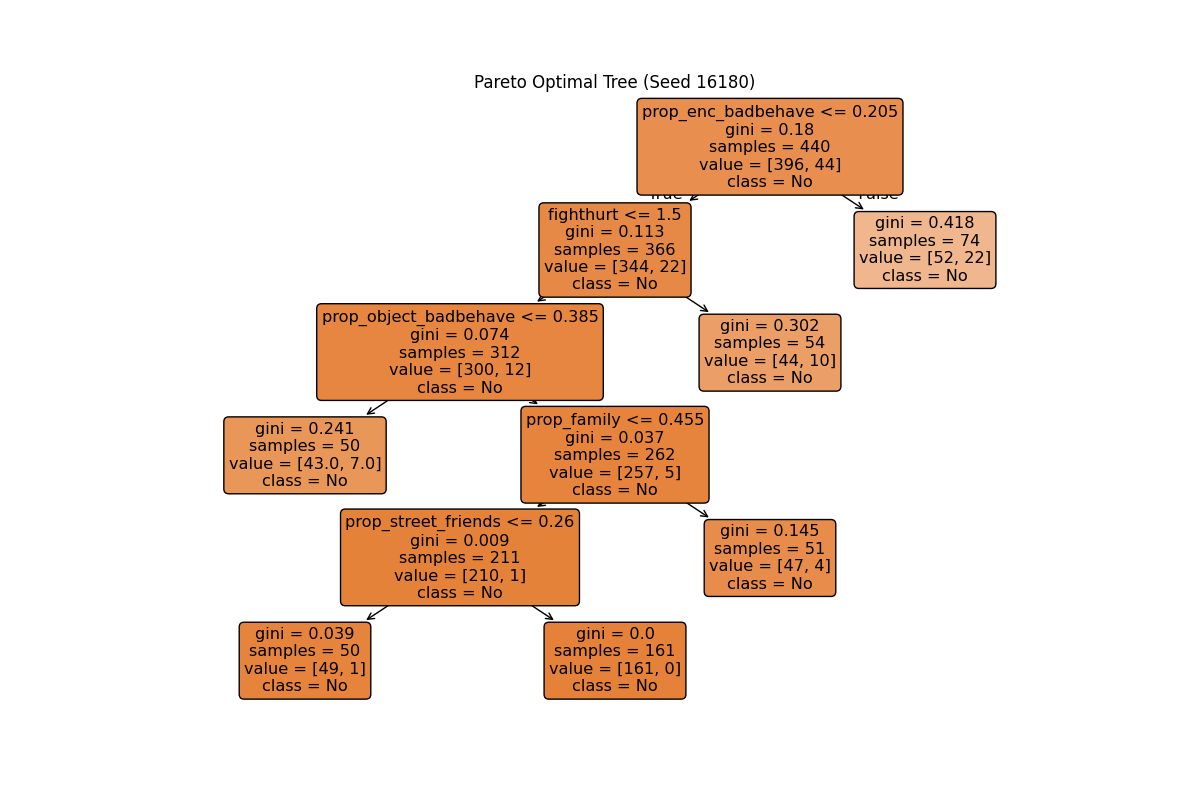 Pareto Optimal Tree (Seed 16180)
prop_enc_badbehave <= 0.205
gini = 0.18
samples = 440
value = [396, 44]
class = No
True
False
fighthurt <= 1.5
gini = 0.113
samples = 366
value = [344, 22]
class = No
gini = 0.418
samples = 74
value = [52, 22]
class = No
prop_object_badbehave <= 0.385
gini = 0.074
samples = 312
value = [300, 12]
class = No
gini = 0.302
samples = 54
value = [44, 10]
class = No
gini = 0.241
samples = 50
value = [43.0, 7.0]
class = No
prop_family <= 0.455
gini = 0.037
samples = 262
value = [257, 5]
class = No
prop_street_friends <= 0.26
gini = 0.009
samples = 211
value = [210, 1]
class = No
gini = 0.145
samples = 51
value = [47, 4]
class = No
gini = 0.039
samples = 50
value = [49, 1]
class = No
gini = 0.0
samples = 161
value = [161, 0]
class = No